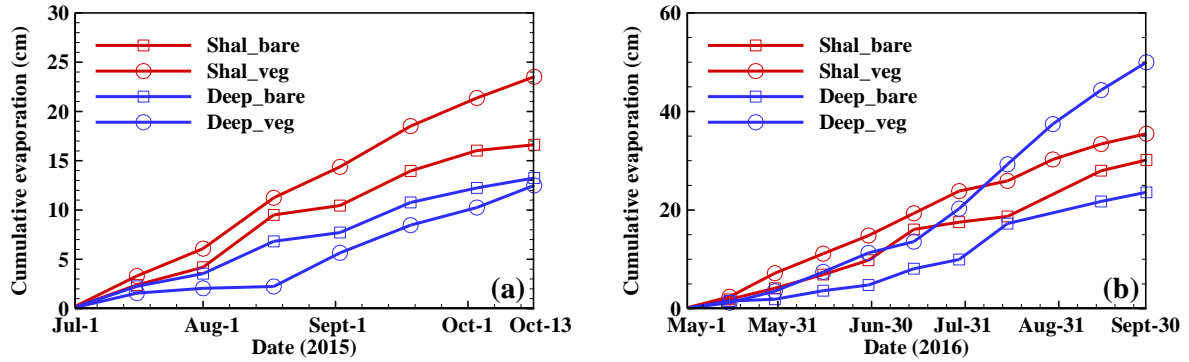 30
25
20
15
10
5
0
Cumulative evaporation (cm)
Shal_bare
Shal_veg
Deep_bare
Deep_veg
(a)
Jul-1 Aug-1 Sept-1 Oct-1 Oct-13
Date (2015)
60
40
20
0
Cumulative evaporation (cm)
Shal_bare
Shal_veg
Deep_bare
Deep_veg
(b)
May-1 May-31 Jun-30 Jul-31 Aug-31 Sept-30
Date (2016)